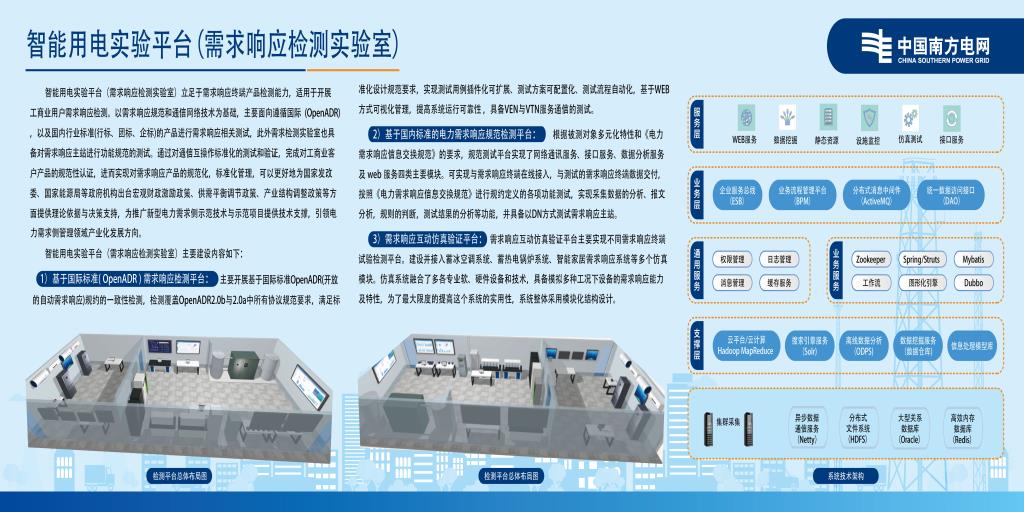 智能用电实验平台(需求响应检测实验室)
中国南方电网
CHINA SOUTHERN POWER GRID
智能用电实验平台（需求响应检测实验室）立足于需求响应终端产品检测能力，适用于开展
工商业用户需求响应检测。以需求响应规范和通信网络技术为基础，主要面向遵循国际 (OpenADR)
，以及国内行业标准(行标、团标、企标)的产品进行需求响应相关测试。此外需求检测实验室也具
备对需求响应主站进行功能规范的测试。通过对通信互操作标准化的测试和验证，完成对工商业客
户产品的规范性认证，进而实现对需求响应产品的规范化，标准化管理，可以更好地为国家发改
委、国家能源局等政府机构出台宏观财政激励政策、供需平衡调节政策、产业结构调整政策等方
面提供理论依据与决策支持，为推广新型电力需求侧示范技术与示范项目提供技术支撑，引领电
力需求侧管理领域产业化发展方向。
智能用电实验平台（需求响应检测实验室）主要建设内容如下：
1）基于国际标准( OpenADR ) 需求响应检测平台： 主要开展基于国际标准OpenADR(开放
的自动需求响应)规约的一致性检测，检测覆盖OpenADR2.0b与2.0a中所有协议规范要求，满足标
准化设计规范要求，实现测试用例插件化可扩展、测试方案可配置化、测试流程自动化，基于WEB
方式可视化管理，提高系统运行可靠性，具备VEN与VTN服务通信的测试。
2）基于国内标准的电力需求响应规范检测平台： 根据被测对象多元化特性和《电力
需求响应信息交换规范》的要求，规范测试平台实现了网络通讯服务、接口服务、数据分析服务
及 web 服务四类主要模块。可实现与需求响应终端在线接入，与测试的需求响应终端数据交付，
按照《电力需求响应信息交换规范》进行规约定义的各项功能测试，实现采集数据的分析、报文
分析，规则的判断，测试结果的分析等功能，并具备以DN方式测试需求响应主站。
3）需求响应互动仿真验证平台： 需求响应互动仿真验证平台主要实现不同需求响应终端
试验检测平台，建设并接入蓄冰空调系统、蓄热电锅炉系统、智能家居需求响应系统等多个仿真
模块。仿真系统融合了多各专业软、硬件设备和技术，具备模拟多种工况下设备的需求响应能力
及特性，为了最大限度的提高这个系统的实用性，系统整体采用模块化结构设计。
检测平台总体布局图
检测平台总体布局图
服务层
WEB服务 数据挖掘 静态资源 设施监控 仿真测试 接口服务
业务层
企业服务总线
(ESB)
业务流程管理平台
(BPM)
分布式消息中间件
(ActiveMQ)
统一数据访问接口
(DAO)
通用服务
权限管理 日志管理
消息管理 缓存服务
业务服务
Zookeeper Spring/Struts Mybatis
工作流 图形化引擎 Dubbo
支撑层
云平台/云计算
Hadoop MapReduce
搜索引擎服务
(Solr)
离线数据分析
(ODPS)
数据挖掘服务
(数据仓库)
信息处理模型库
集群采集
异步数据
通信服务
(Netty)
分布式
文件系统
(HDFS)
大型关系
数据库
(Oracle)
高效内存
数据库
(Redis)
系统技术架构